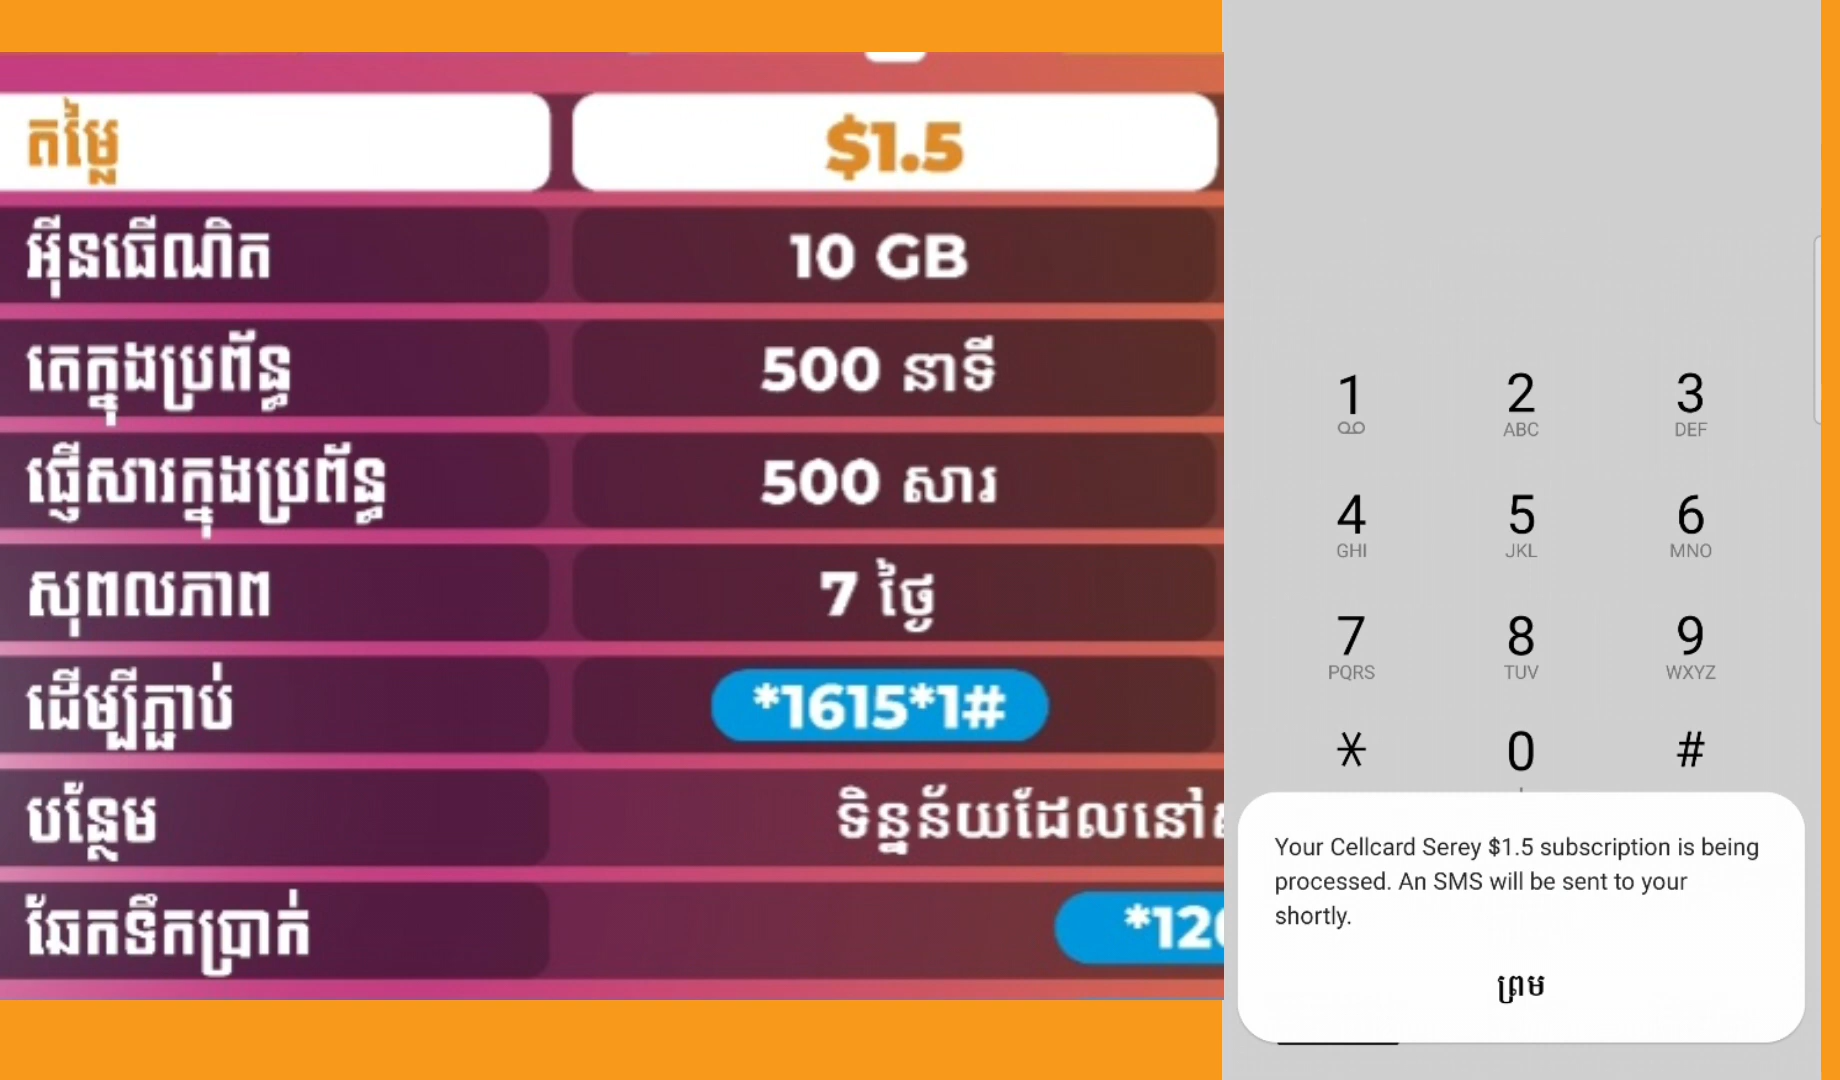 តម្លៃ $1.5
អ៊ីនធើណិត 10 GB
តេក្នុងប្រព័ន្ធ 500 នាទី
ផ្ញើសារក្នុងប្រព័ន្ធ 500 សារ
សុពលភាព 7 ថ្ងៃ
ដើម្បីភ្ជាប់ *1615*1#
បន្ថែម ទិន្នន័យដែលនៅ
ឆែកទឹកប្រាក់ *12
1
2 ABC
3 DEF
4 GHI
5 JKL
6 MNO
7 PQRS
8 TUV
9 WXYZ
*
0
#
Your Cellcard Serey $1.5 subscription is being
processed. An SMS will be sent to your
shortly.
ព្រម